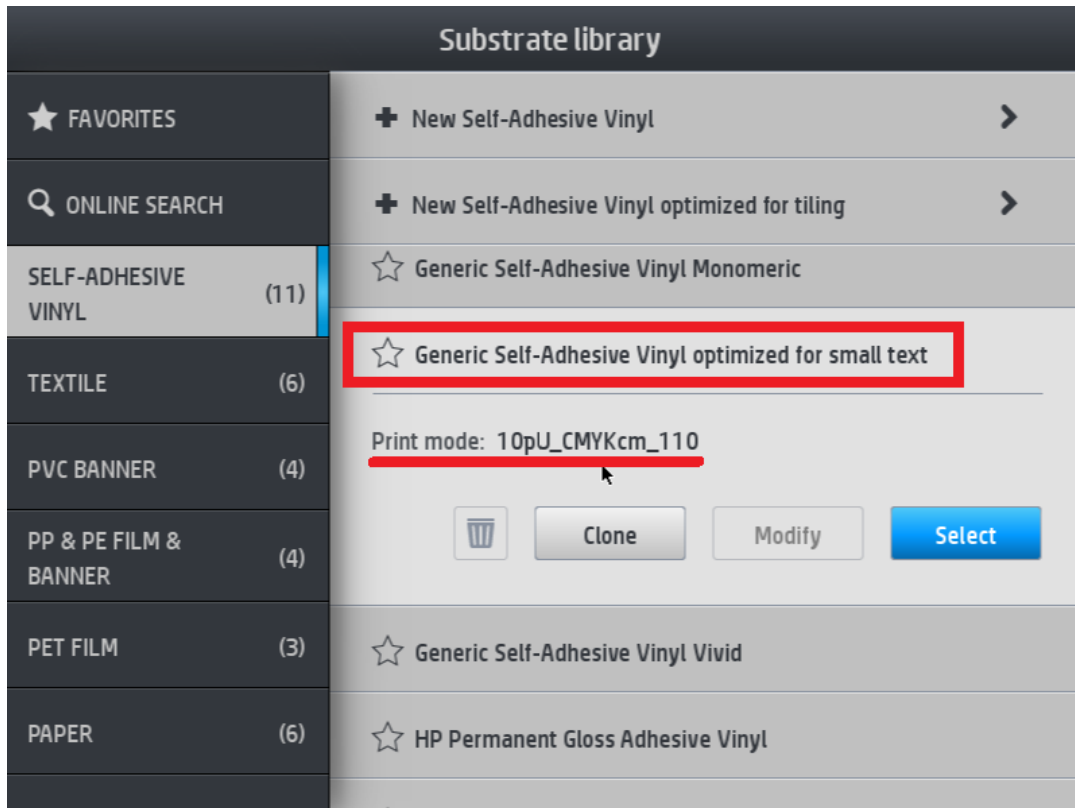 Substrate library
FAVORITES
ONLINE SEARCH
SELF-ADHESIVE
VINYL
(11)
TEXTILE (6)
PVC BANNER (4)
PP & PE FILM &
BANNER
(4)
PET FILM (3)
PAPER (6)
New Self-Adhesive Vinyl
New Self-Adhesive Vinyl optimized for tiling
Generic Self-Adhesive Vinyl Monomeric
Generic Self-Adhesive Vinyl optimized for small text
Print mode: 10pU_CMYKcm_110
Clone Modify Select
Generic Self-Adhesive Vinyl Vivid
HP Permanent Gloss Adhesive Vinyl